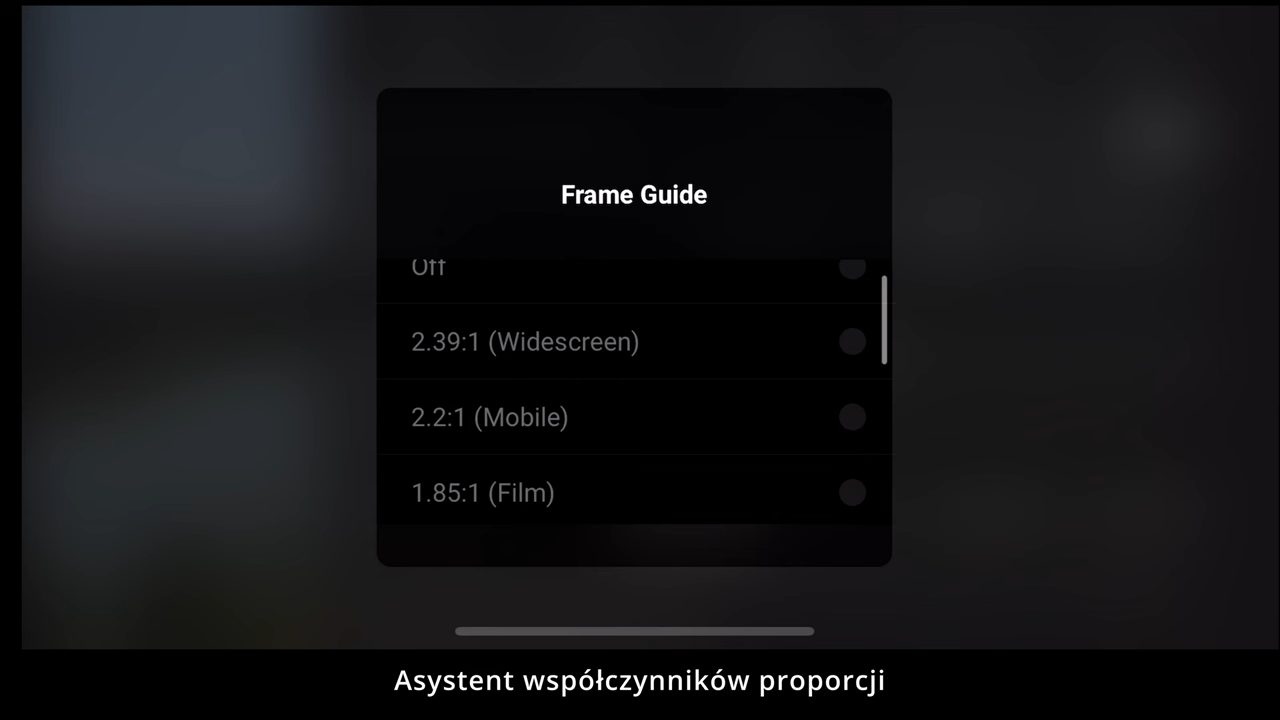 Frame Guide
Off
2.39:1 (Widescreen)
2.2:1 (Mobile)
1.85:1 (Film)
Asystent współczynników proporcji